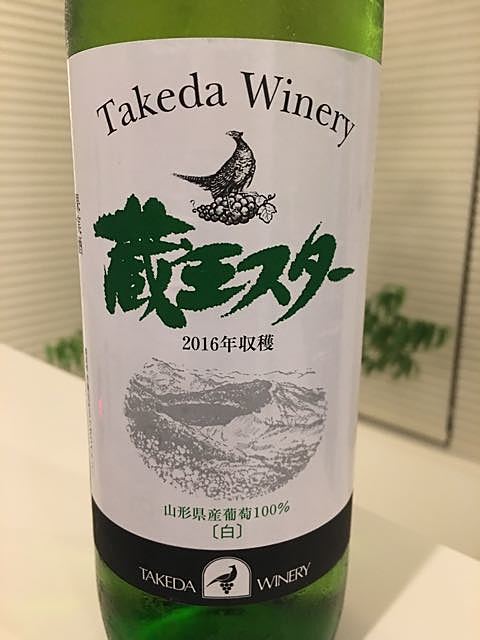 Takeda Winery
蔵王スター
2016年収穫
山形県産葡萄100%
〔白〕
TAKEDA WINERY